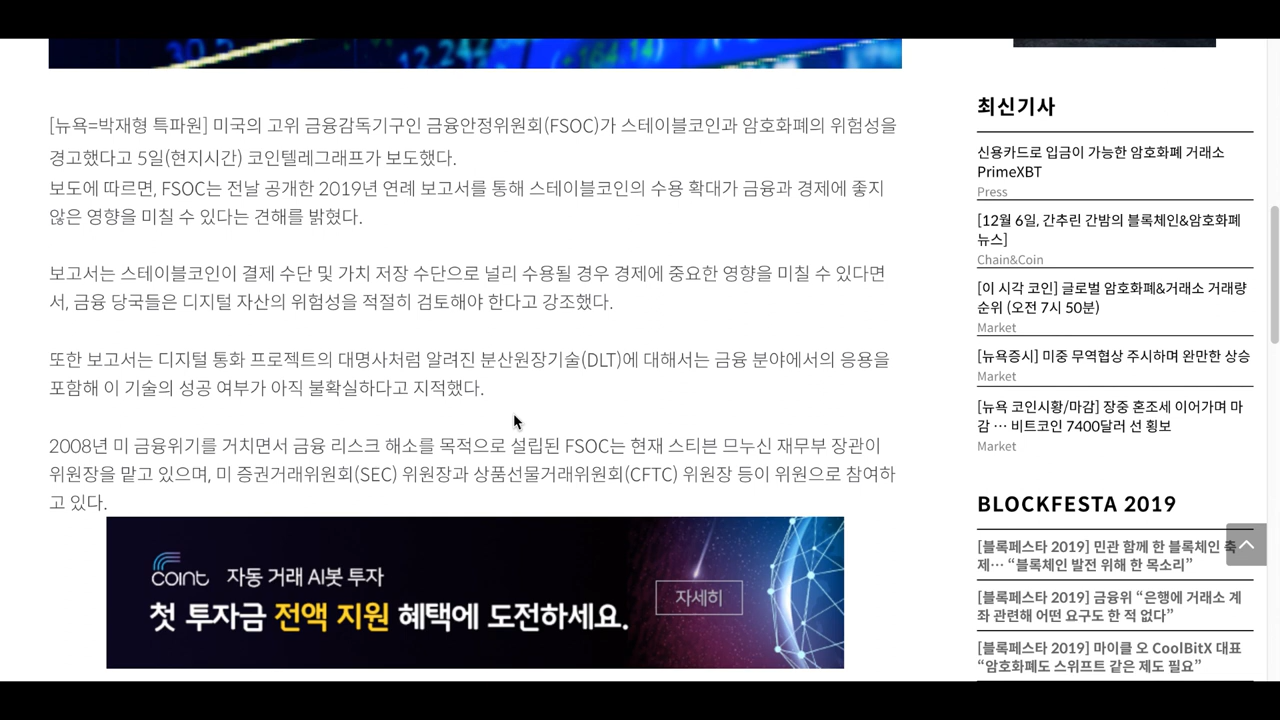 30.2
12,242
(+164.14)
[뉴욕=박재형 특파원] 미국의 고위 금융감독기구인 금융안정위원회(FSOC)가 스테이블코인과 암호화폐의 위험성을
경고했다고 5일(현지시간) 코인텔레그래프가 보도했다.
보도에 따르면, FSOC는 전날 공개한 2019년 연례 보고서를 통해 스테이블코인의 수용 확대가 금융과 경제에 좋지
않은 영향을 미칠 수 있다는 견해를 밝혔다.
보고서는 스테이블코인이 결제 수단 및 가치 저장 수단으로 널리 수용될 경우 경제에 중요한 영향을 미칠 수 있다면
서, 금융 당국들은 디지털 자산의 위험성을 적절히 검토해야 한다고 강조했다.
또한 보고서는 디지털 통화 프로젝트의 대명사처럼 알려진 분산원장기술(DLT)에 대해서는 금융 분야에서의 응용을
포함해 이 기술의 성공 여부가 아직 불확실하다고 지적했다.
2008년 미 금융위기를 거치면서 금융 리스크 해소를 목적으로 설립된 FSOC는 현재 스티븐 므누신 재무부 장관이
위원장을 맡고 있으며, 미 증권거래위원회(SEC) 위원장과 상품선물거래위원회(CFTC) 위원장 등이 위원으로 참여하
고 있다.
coint 자동 거래 AI봇 투자
첫 투자금 전액 지원 혜택에 도전하세요.
자세히
최신기사
신용카드로 입금이 가능한 암호화폐 거래소
PrimeXBT
Press
[12월 6일, 간추린 간밤의 블록체인&암호화폐
뉴스]
Chain&Coin
[이 시각 코인] 글로벌 암호화폐&거래소 거래량
순위 (오전 7시 50분)
Market
[뉴욕증시] 미중 무역협상 주시하며 완만한 상승
Market
[뉴욕 코인시황/마감] 장중 혼조세 이어가며 마
감 … 비트코인 7400달러 선 횡보
Market
BLOCKFESTA 2019
[블록페스타 2019] 민관 함께 한 블록체인 축
제… “블록체인 발전 위해 한 목소리”
[블록페스타 2019] 금융위 “은행에 거래소 계
좌 관련해 어떤 요구도 한 적 없다”
[블록페스타 2019] 마이클 오 CoolBitX 대표
“암호화폐도 스위프트 같은 제도 필요”